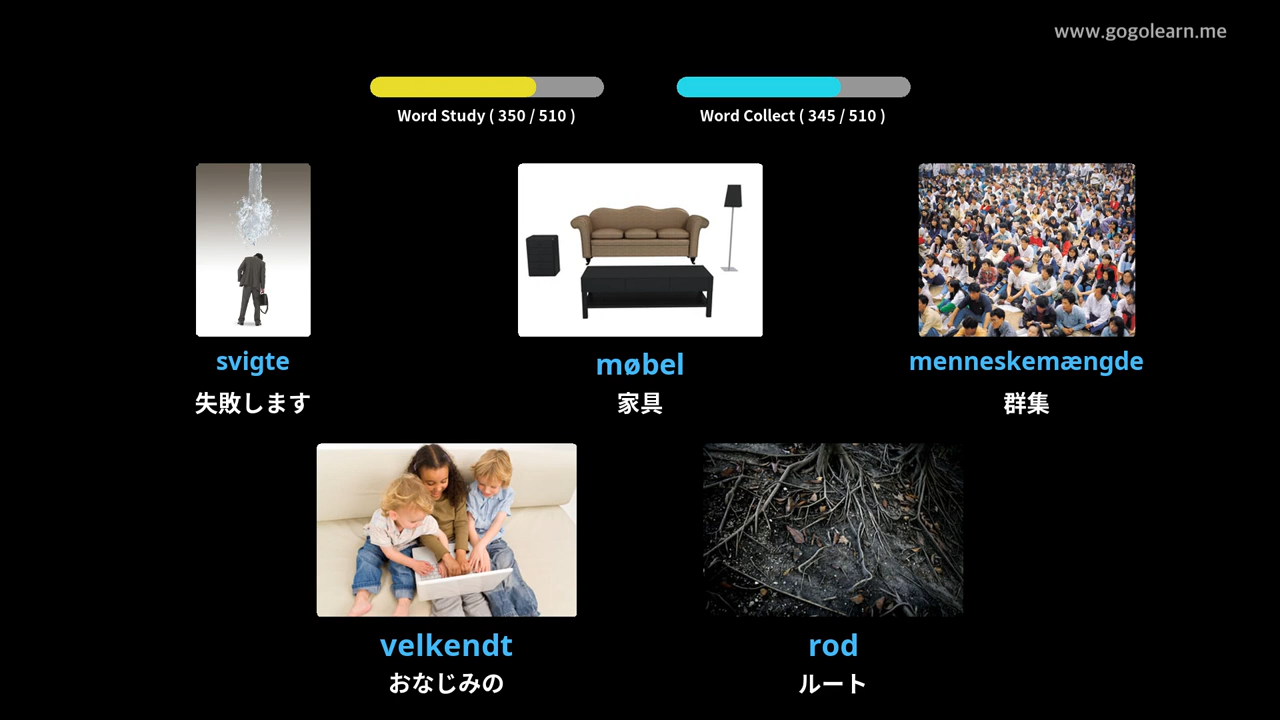 www.gogolearn.me
Word Study ( 350 / 510 )
Word Collect ( 345 / 510 )
svigte
møbel
menneskemængde
失敗します
家具
群集
velkendt
rod
おなじみの
ルート